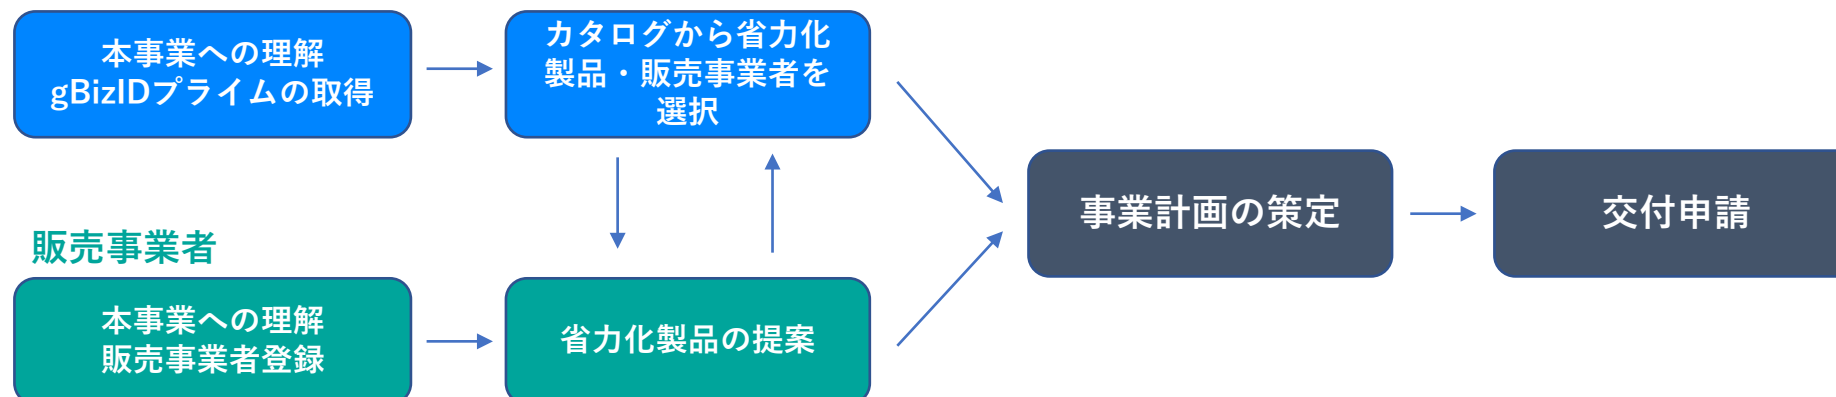 本事業への理解
gBizIDプライムの取得
カタログから省力化
製品・販売事業者を
選択
販売事業者
本事業への理解
販売事業者登録
省力化製品の提案
事業計画の策定
交付申請